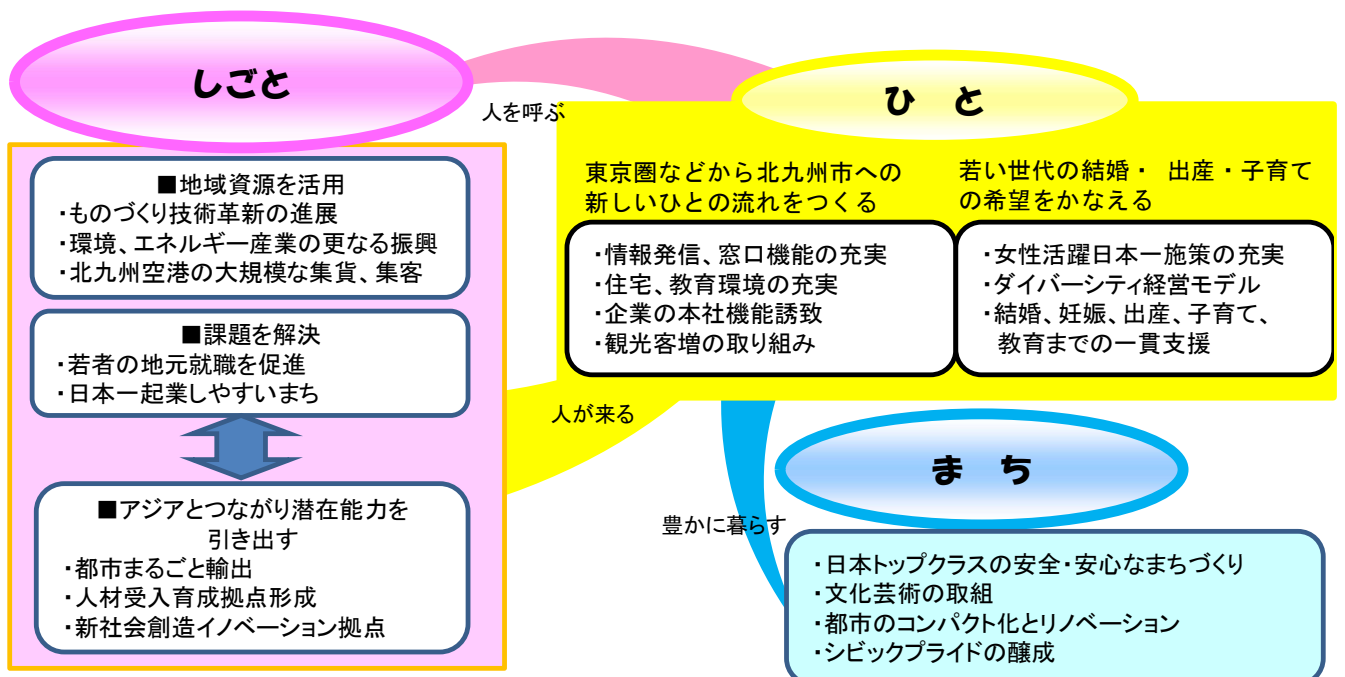 しごと
人を呼ぶ
ひ と
■地域資源を活用
・ものづくり技術革新の進展
・環境、エネルギー産業の更なる振興
・北九州空港の大規模な集貨、集客
■課題を解決
・若者の地元就職を促進
・日本一起業しやすいまち
■アジアとつながり潜在能力を
引き出す
・都市まるごと輸出
・人材受入育成拠点形成
・新社会創造イノベーション拠点
東京圏などから北九州市への
新しいひとの流れをつくる
・情報発信、窓口機能の充実
・住宅、教育環境の充実
・企業の本社機能誘致
・観光客増の取り組み
若い世代の結婚・ 出産・子育て
の希望をかなえる
・女性活躍日本一施策の充実
・ダイバーシティ経営モデル
・結婚、妊娠、出産、子育て、
教育までの一貫支援
人が来る
ま ち
豊かに暮らす
・日本トップクラスの安全・安心なまちづくり
・文化芸術の取組
・都市のコンパクト化とリノベーション
・シビックプライドの醸成